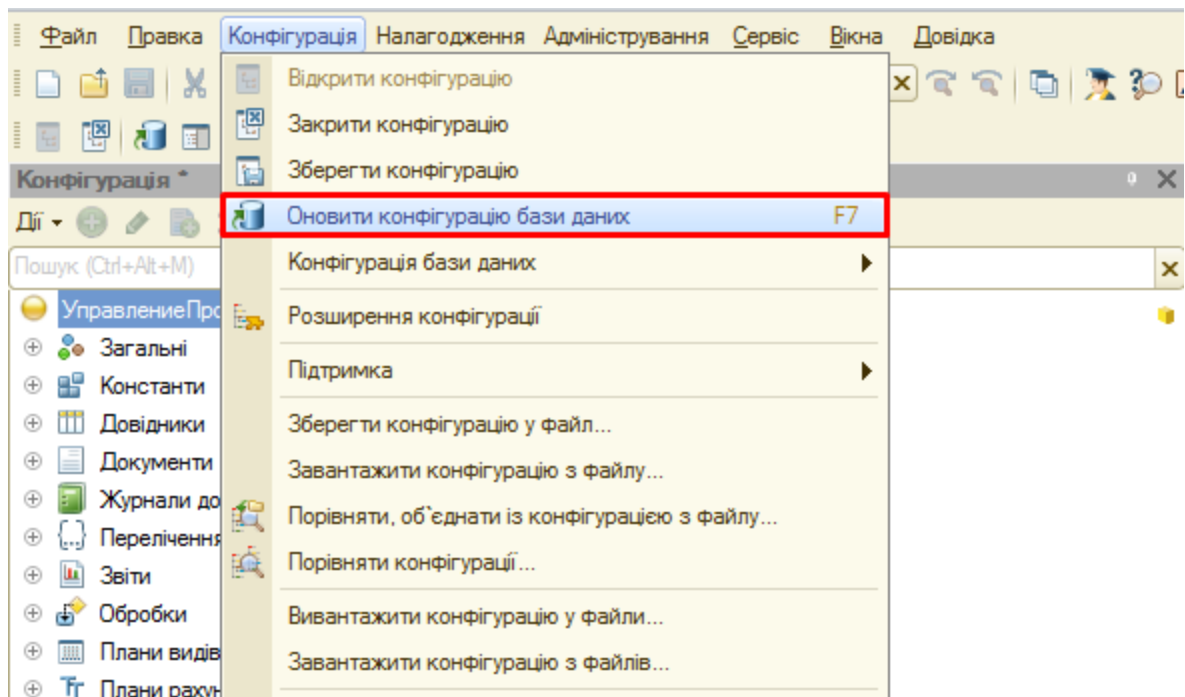 Файл Правка Конфігурація Налагодження Адміністрування Сервіс Вікна Довідка
Відкрити конфігурацію
Закрити конфігурацію
Зберегти конфігурацію
Конфігурація *
Оновити конфігурацію бази даних F7
Дії
Пошук (Ctrl+Alt+M)
Конфігурація бази даних
УправлениеПро
Розширення конфігурації
Загальні
Підтримка
Константи
Довідники
Зберегти конфігурацію у файл...
Документи
Завантажити конфігурацію з файлу...
Журнали до
Порівняти, об`єднати із конфігурацією з файлу...
Перелічення
Порівняти конфігурації...
Звіти
Обробки
Вивантажити конфігурацію у файли...
Плани видів
Завантажити конфігурацію з файлів...
Плани рахун